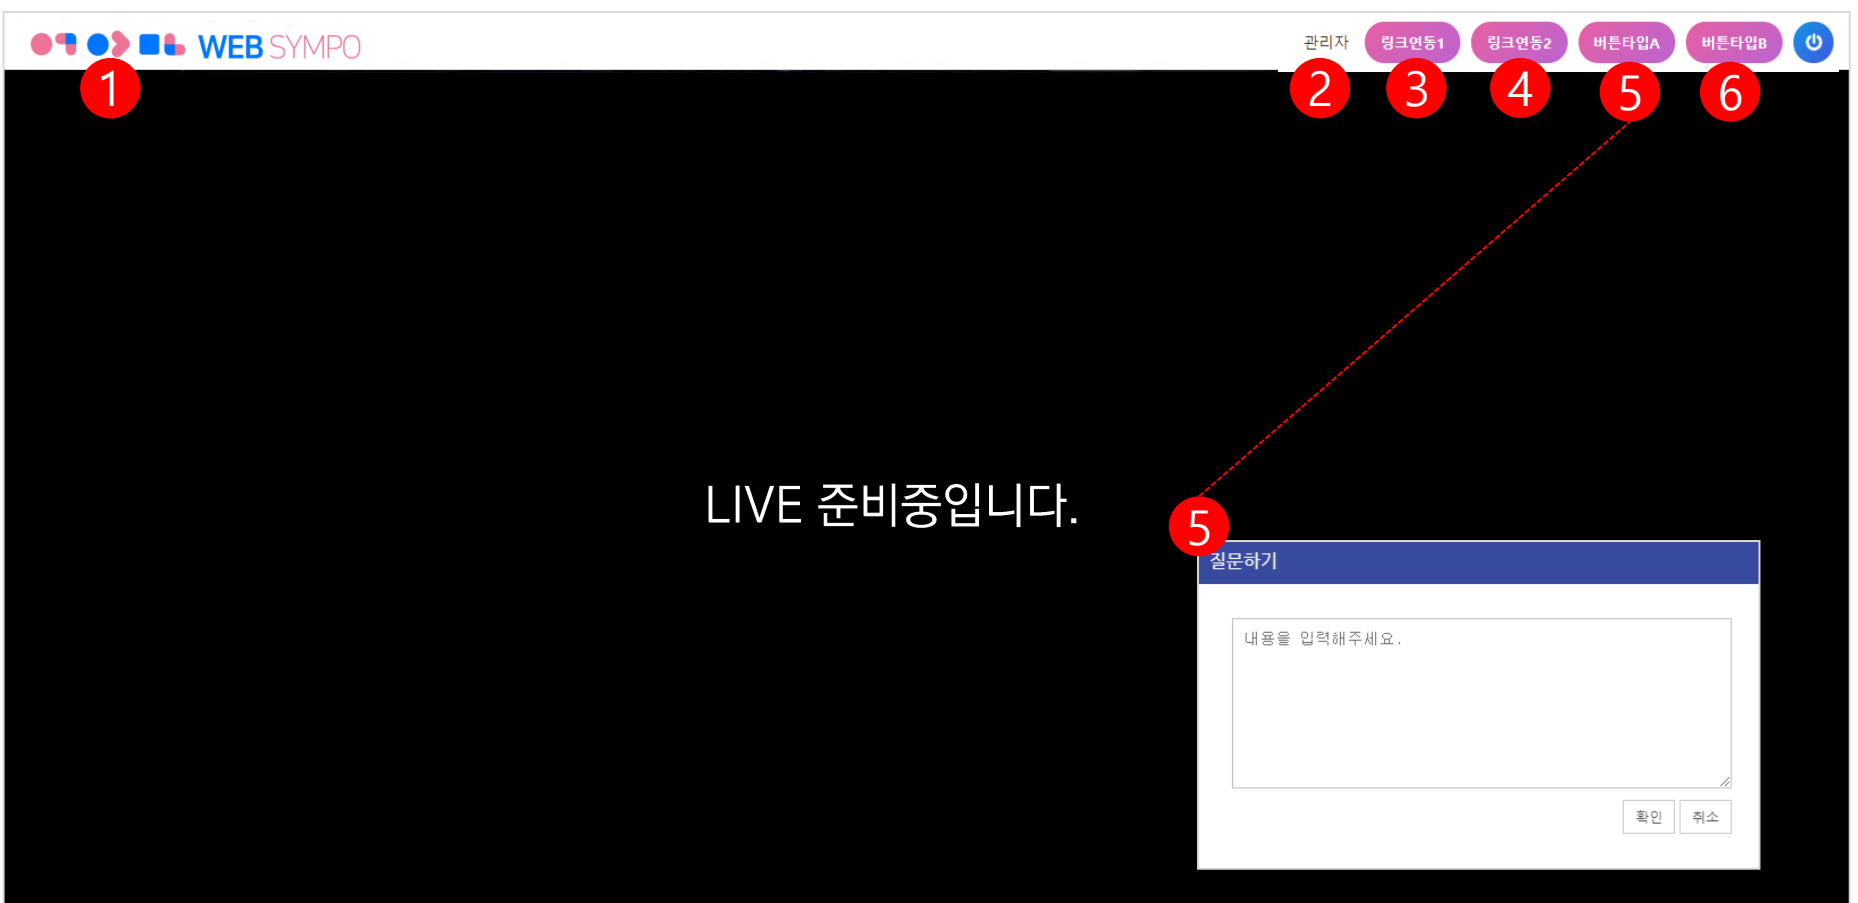 WEB SYMPO
관리자
링크연동1
링크연동2
버튼타입A
버튼타입B
1
2
3
4
5
6
LIVE 준비중입니다.
5
질문하기
내용을 입력해주세요.
확인
취소